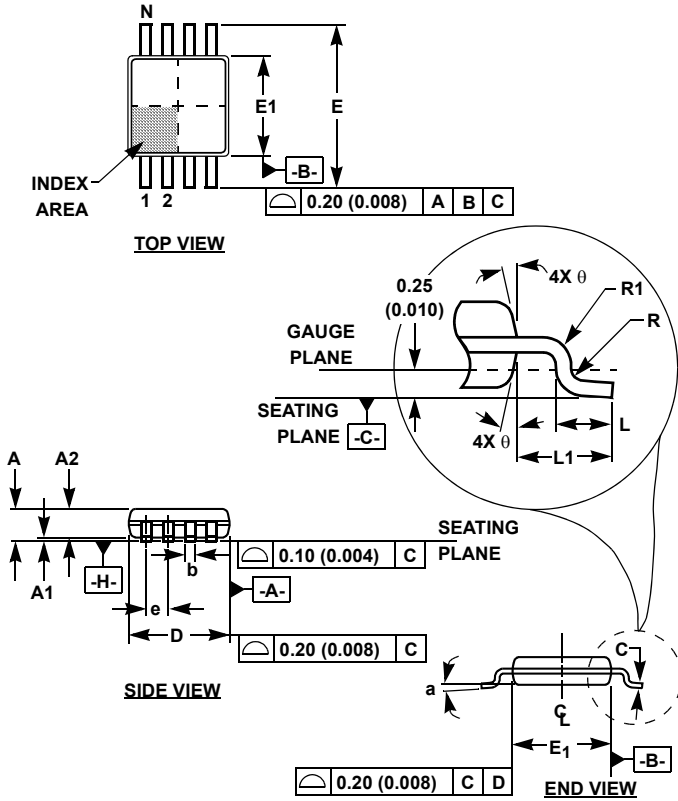 N
E1
E
-B-
INDEX
AREA
1 2
0.20 (0.008) A B C
TOP VIEW
0.25
(0.010)
4X θ
R1
R
GAUGE
PLANE
SEATING
PLANE
-C-
4X θ
L
L1
A
A2
SEATING
PLANE
0.10 (0.004) C
A1
-H-
b
-A-
e
D
0.20 (0.008) C
SIDE VIEW
C
a
CL
E1
-B-
0.20 (0.008) C D
END VIEW